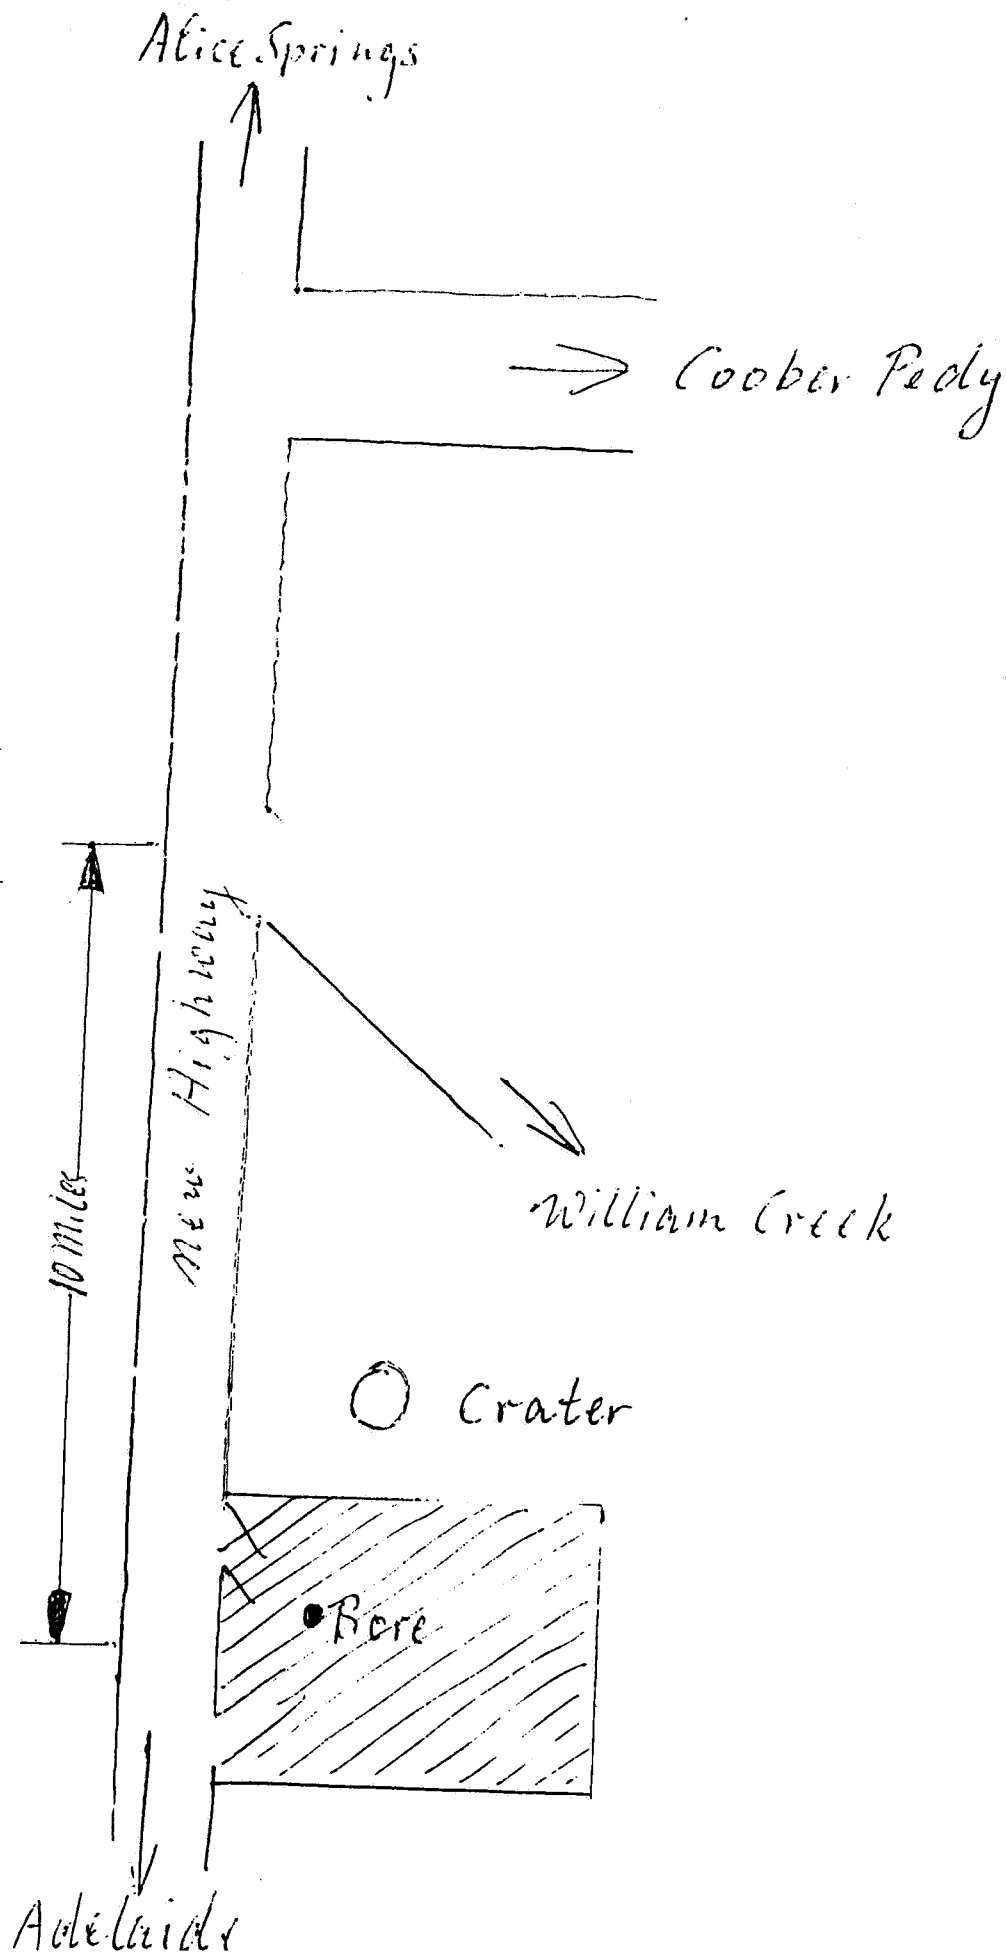 Alice Springs
Coober Pedy
New Highway
10 Miles
William Creek
Crater
Bore
Adelaide